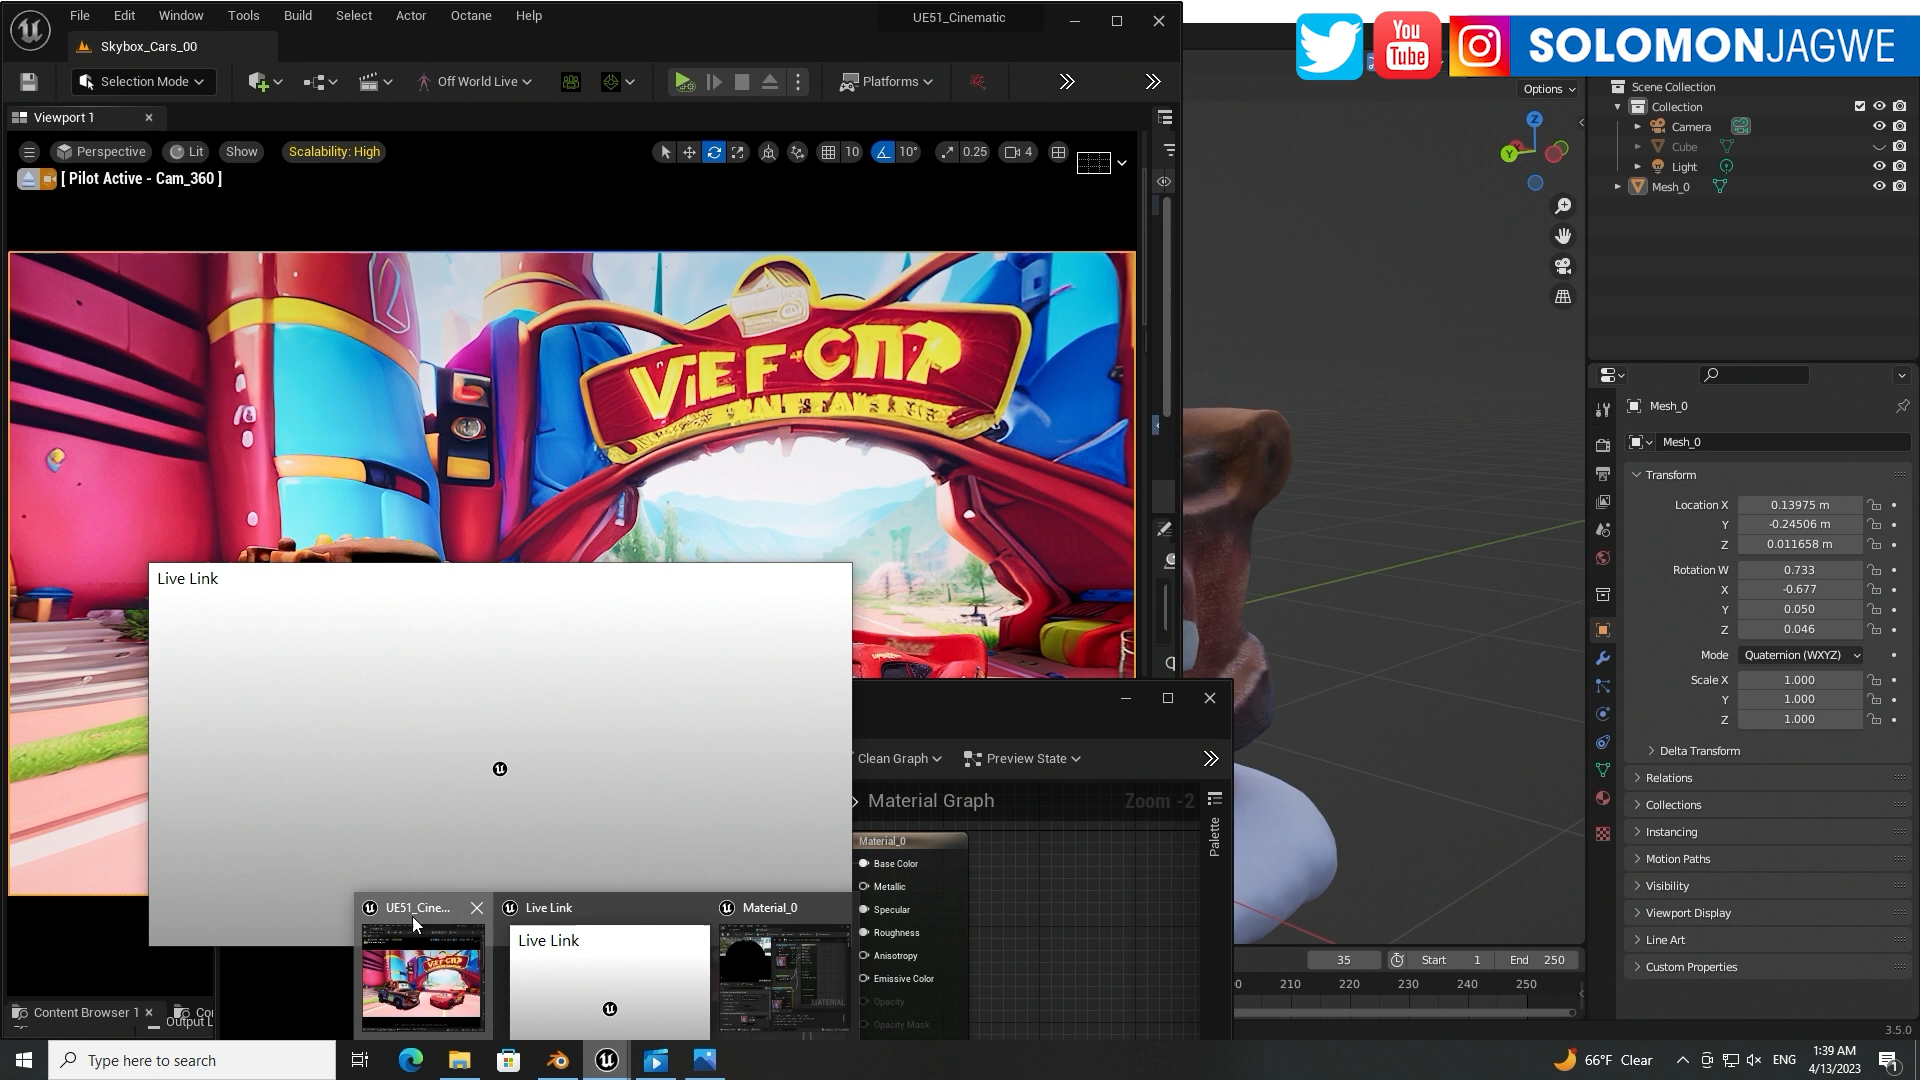 File Edit Window Tools Build Select Actor Octane Help
UE51_Cinematic
You Tube
SOLOMONJAGWE
Skybox_Cars_00
Selection Mode
Off World Live
Platforms
Viewport 1
Perspective
Lit
Show
Scalability: High
10
10°
0.25
4
[ Pilot Active - Cam_360 ]
Live Link
Clean Graph
Preview State
Material Graph
Zoom -2
Palette
Material_0
Base Color
Metallic
Specular
Roughness
Anisotropy
Emissive Color
Opacity
Opacity Mask
UE51_Cine...
Live Link
Material_0
Live Link
MATERIAL
Content Browser 1
Output L
Options
Z
Y
Scene Collection
Collection
Camera
Cube
Light
Mesh_0
Mesh_0
Mesh_0
Transform
Location X 0.13975 m
Y -0.24506 m
Z 0.011658 m
Rotation W 0.733
X -0.677
Y 0.050
Z 0.046
Mode Quaternion (WXYZ)
Scale X 1.000
Y 1.000
Z 1.000
Delta Transform
Relations
Collections
Instancing
Motion Paths
Visibility
Viewport Display
Line Art
Custom Properties
35 Start 1 End 250
210 220 230 240 250
3.5.0
Type here to search
66°F Clear
ENG
1:39 AM
4/13/2023
1